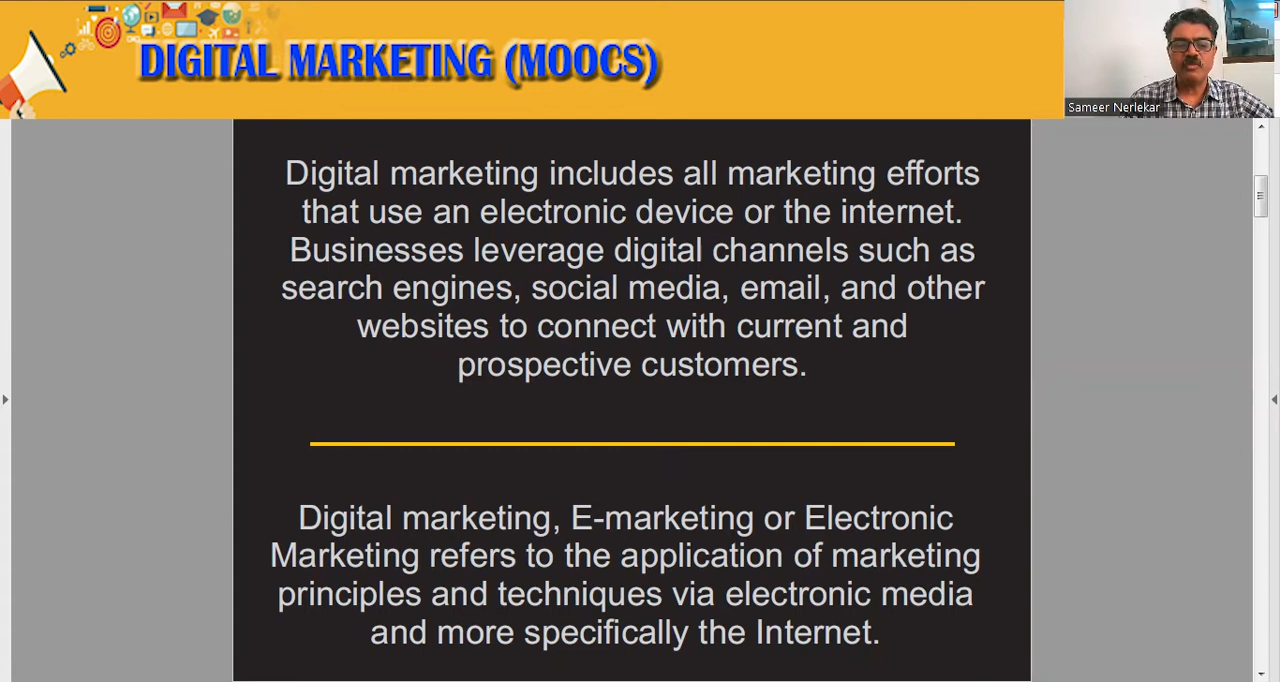 DIGITAL MARKETING (MOOCS)
Sameer Nerlekar
Digital marketing includes all marketing efforts
that use an electronic device or the internet.
Businesses leverage digital channels such as
search engines, social media, email, and other
websites to connect with current and
prospective customers.
Digital marketing, E-marketing or Electronic
Marketing refers to the application of marketing
principles and techniques via electronic media
and more specifically the Internet.